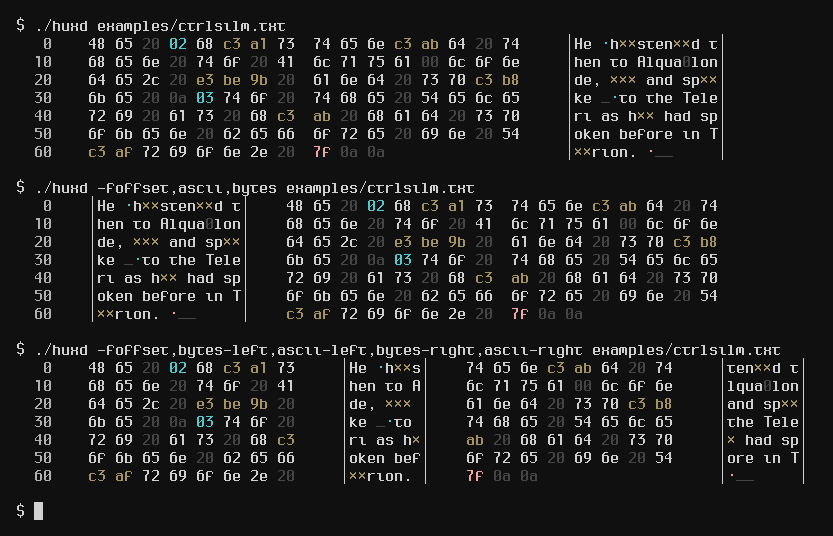 $ ./huxd examples/ctrlsilm.txt
0 48 65 20 02 68 c3 a1 73 74 65 6e c3 ab 64 20 74 │He ·h××sten××d t│
10 68 65 6e 20 74 6f 20 41 6c 71 75 61 00 6c 6f 6e │hen to Alqua0lon│
20 64 65 2c 20 e3 be 9b 20 61 6e 64 20 73 70 c3 b8 │de, ××× and sp××│
30 6b 65 20 0a 03 74 6f 20 74 68 65 20 54 65 6c 65 │ke _·to the Tele│
40 72 69 20 61 73 20 68 c3 ab 20 68 61 64 20 73 70 │ri as h×× had sp│
50 6f 6b 65 6e 20 62 65 66 6f 72 65 20 69 6e 20 54 │oken before in T│
60 c3 af 72 69 6f 6e 2e 20 7f 0a 0a │××rion. ·__│
$ ./huxd -foffset,ascii,bytes examples/ctrlsilm.txt
0 │He ·h××sten××d t│ 48 65 20 02 68 c3 a1 73 74 65 6e c3 ab 64 20 74
10 │hen to Alqua0lon│ 68 65 6e 20 74 6f 20 41 6c 71 75 61 00 6c 6f 6e
20 │de, ××× and sp××│ 64 65 2c 20 e3 be 9b 20 61 6e 64 20 73 70 c3 b8
30 │ke _·to the Tele│ 6b 65 20 0a 03 74 6f 20 74 68 65 20 54 65 6c 65
40 │ri as h×× had sp│ 72 69 20 61 73 20 68 c3 ab 20 68 61 64 20 73 70
50 │oken before in T│ 6f 6b 65 6e 20 62 65 66 6f 72 65 20 69 6e 20 54
60 │××rion. ·__│ c3 af 72 69 6f 6e 2e 20 7f 0a 0a
$ ./huxd -foffset,bytes-left,ascii-left,bytes-right,ascii-right examples/ctrlsilm.txt
0 48 65 20 02 68 c3 a1 73 │He ·h××s│ 74 65 6e c3 ab 64 20 74 │ten××d t│
10 68 65 6e 20 74 6f 20 41 │hen to A│ 6c 71 75 61 00 6c 6f 6e │lqua0lon│
20 64 65 2c 20 e3 be 9b 20 │de, ××× │ 61 6e 64 20 73 70 c3 b8 │and sp××│
30 6b 65 20 0a 03 74 6f 20 │ke _·to │ 74 68 65 20 54 65 6c 65 │the Tele│
40 72 69 20 61 73 20 68 c3 │ri as h×│ ab 20 68 61 64 20 73 70 │× had sp│
50 6f 6b 65 6e 20 62 65 66 │oken bef│ 6f 72 65 20 69 6e 20 54 │ore in T│
60 c3 af 72 69 6f 6e 2e 20 │××rion. │ 7f 0a 0a │·__│
$